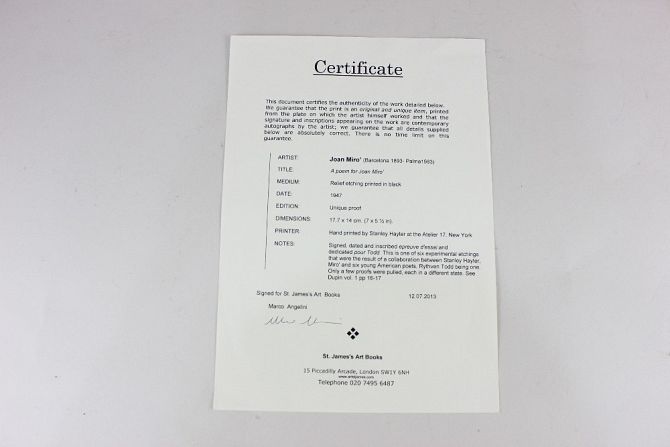 Certificate
This document certifies the authenticity of the work detailed below.
We guarantee that the print is an original and unique item, printed
from the plate on which the artist himself worked and that the
signature and inscriptions appearing on the work are contemporary
autographs by the artist; we guarantee that all details supplied
below are absolutely correct. There is no time limit on this
guarantee.
ARTIST: Joan Miro' (Barcelona 1893- Palma1983)
TITLE: A poem for Joan Miro'
MEDIUM: Relief etching printed in black
DATE: 1947
EDITION: Unique proof
DIMENSIONS: 17.7 x 14 cm. (7 x 5 ½ in).
PRINTER: Hand printed by Stanley Hayter at the Atelier 17, New York
NOTES: Signed, dated and inscribed épreuve d'essai and
dedicated pour Todd. This is one of six experimental etchings
that were the result of a collaboration between Stanley Hayter,
Miro' and six young American poets, Rythven Todd being one.
Only a few proofs were pulled, each in a different state. See
Dupin vol. 1 pp 16-17
Signed for St. James's Art Books 12.07.2013
Marco Angelini
St. James's Art Books
15 Piccadilly Arcade, London SW1Y 6NH
Telephone 020 7495 6487